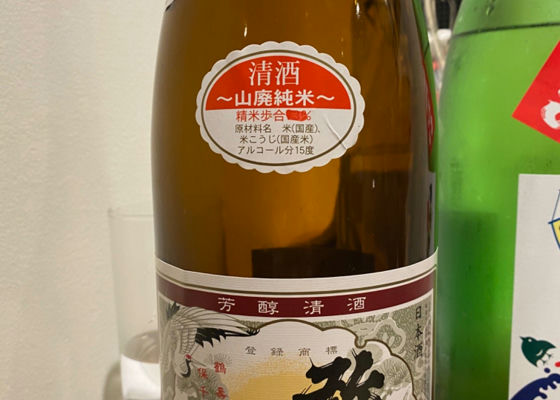 清酒
〜山廃純米〜
精米歩合 %
原材料名 米(国産)、
米こうじ(国産米)
アルコール分15度
芳醇清酒
登録商標
日本酒